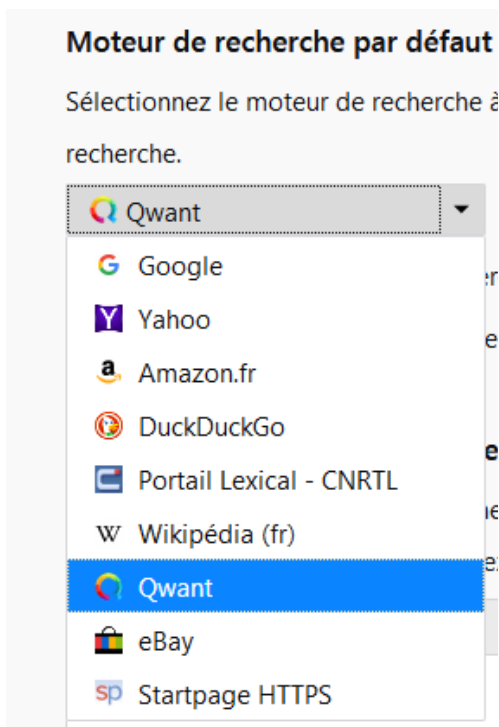 Moteur de recherche par défaut
Sélectionnez le moteur de recherche à
recherche.
Qwant
Google
Yahoo
Amazon.fr
DuckDuckGo
Portail Lexical - CNRTL
Wikipédia (fr)
Qwant
eBay
Startpage HTTPS